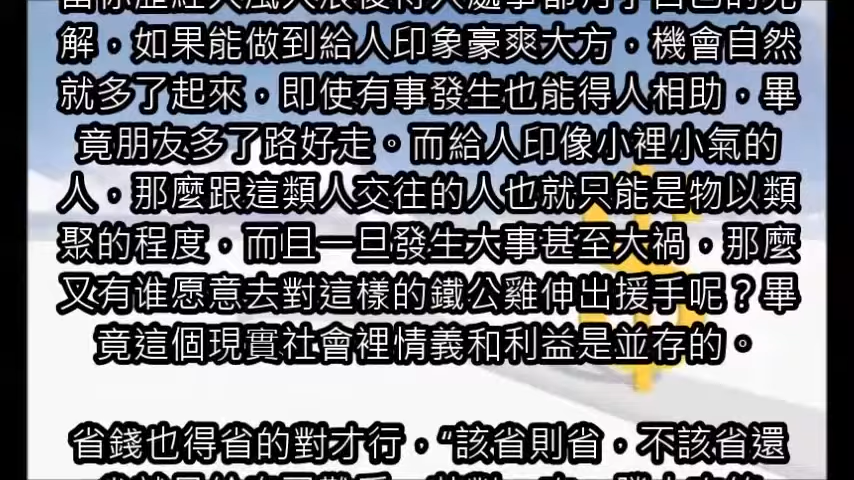 解，如果能做到給人印象豪爽大方，機會自然
就多了起來，即使有事發生也能得人相助，畢
竟朋友多了路好走。而給人印像小裡小氣的
人，那麼跟這類人交往的人也就只能是物以類
聚的程度，而且一旦發生大事甚至大禍，那麼
又有谁愿意去對這樣的鐵公雞伸出援手呢？畢
竟這個現實社會裡情義和利益是並存的。
省錢也得省的對才行，“該省則省，不該省還